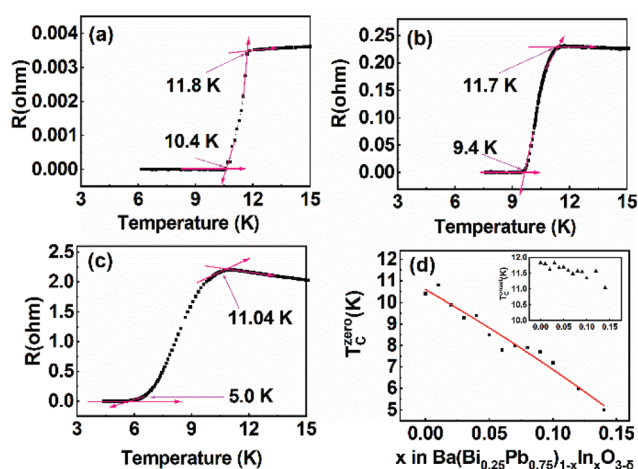 (a)
0.004
0.003
0.002
0.001
0.000
R(ohm)
11.8 K
10.4 K
3 6 9 12 15
Temperature (K)
(b)
0.25
0.20
0.15
0.10
0.05
0.00
R(ohm)
11.7 K
9.4 K
3 6 9 12 15
Temperature (K)
(c)
2.5
2.0
1.5
1.0
0.5
0.0
R(ohm)
11.04 K
5.0 K
3 6 9 12 15
Temperature (K)
(d)
12
11
10
9
8
7
6
5
T_C^zero(K)
12.0
11.5
11.0
10.5
10.0
T_C^onset(K)
0.00 0.05 0.10 0.15
0.00 0.05 0.10 0.15
x in Ba(Bi0.25Pb0.75)1-xInxO3-δ